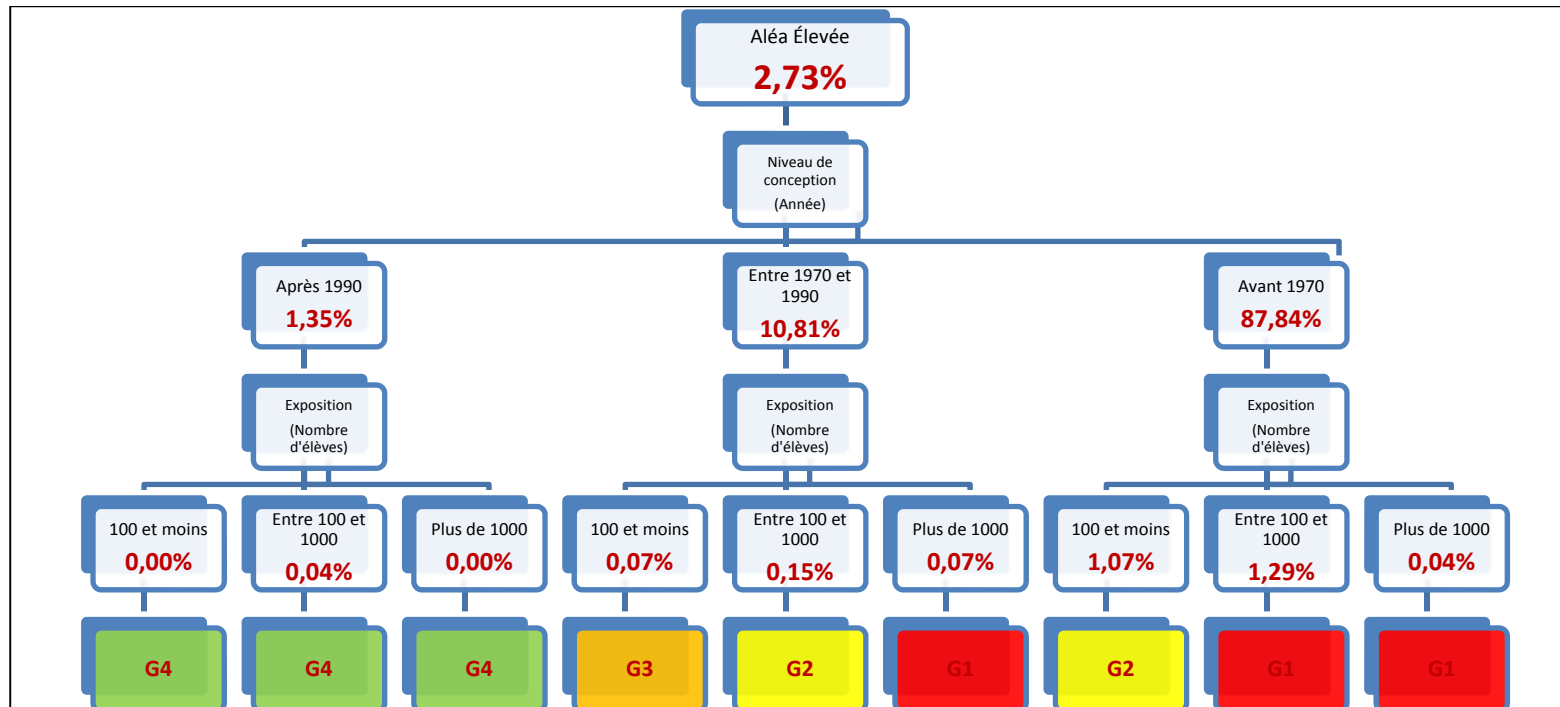 Aléa Élevée
2,73%
Niveau de
conception
(Année)
Après 1990
1,35%
Entre 1970 et
1990
10,81%
Avant 1970
87,84%
Exposition
(Nombre
d'élèves)
Exposition
(Nombre
d'élèves)
Exposition
(Nombre
d'élèves)
100 et moins
0,00%
Entre 100 et
1000
0,04%
Plus de 1000
0,00%
100 et moins
0,07%
Entre 100 et
1000
0,15%
Plus de 1000
0,07%
100 et moins
1,07%
Entre 100 et
1000
1,29%
Plus de 1000
0,04%
G4
G4
G4
G3
G2
G1
G2
G1
G1